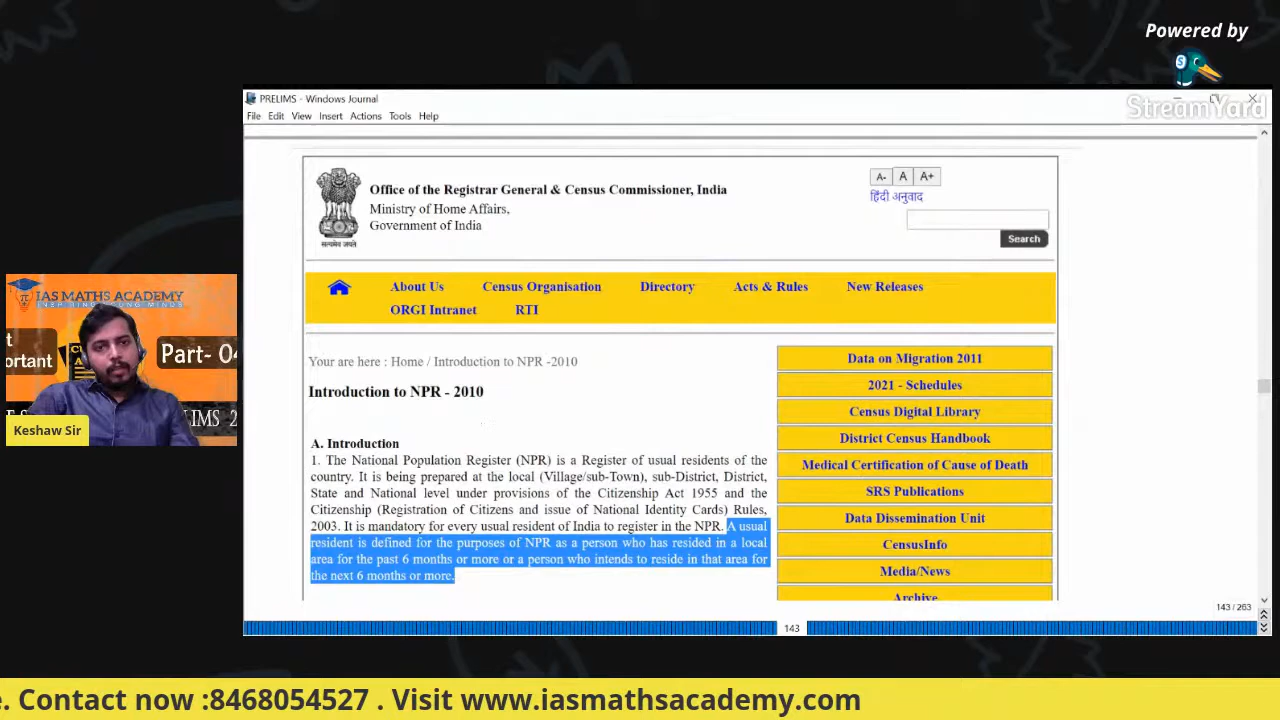 Powered by
S
StreamYard
PRELIMS - Windows Journal
File Edit View Insert Actions Tools Help
सत्यमेव जयते
Office of the Registrar General & Census Commissioner, India
Ministry of Home Affairs,
Government of India
A- A A+
हिंदी अनुवाद
Search
About Us Census Organisation Directory Acts & Rules New Releases
ORGI Intranet RTI
Your are here : Home / Introduction to NPR -2010
Introduction to NPR - 2010
A. Introduction
1. The National Population Register (NPR) is a Register of usual residents of the
country. It is being prepared at the local (Village/sub-Town), sub-District, District,
State and National level under provisions of the Citizenship Act 1955 and the
Citizenship (Registration of Citizens and issue of National Identity Cards) Rules,
2003. It is mandatory for every usual resident of India to register in the NPR. A usual
resident is defined for the purposes of NPR as a person who has resided in a local
area for the past 6 months or more or a person who intends to reside in that area for
the next 6 months or more.
Data on Migration 2011
2021 - Schedules
Census Digital Library
District Census Handbook
Medical Certification of Cause of Death
SRS Publications
Data Dissemination Unit
CensusInfo
Media/News
Archive
143 / 263
143
IAS MATHS ACADEMY
Part- 04
Keshaw Sir
e. Contact now :8468054527 . Visit www.iasmathsacademy.com